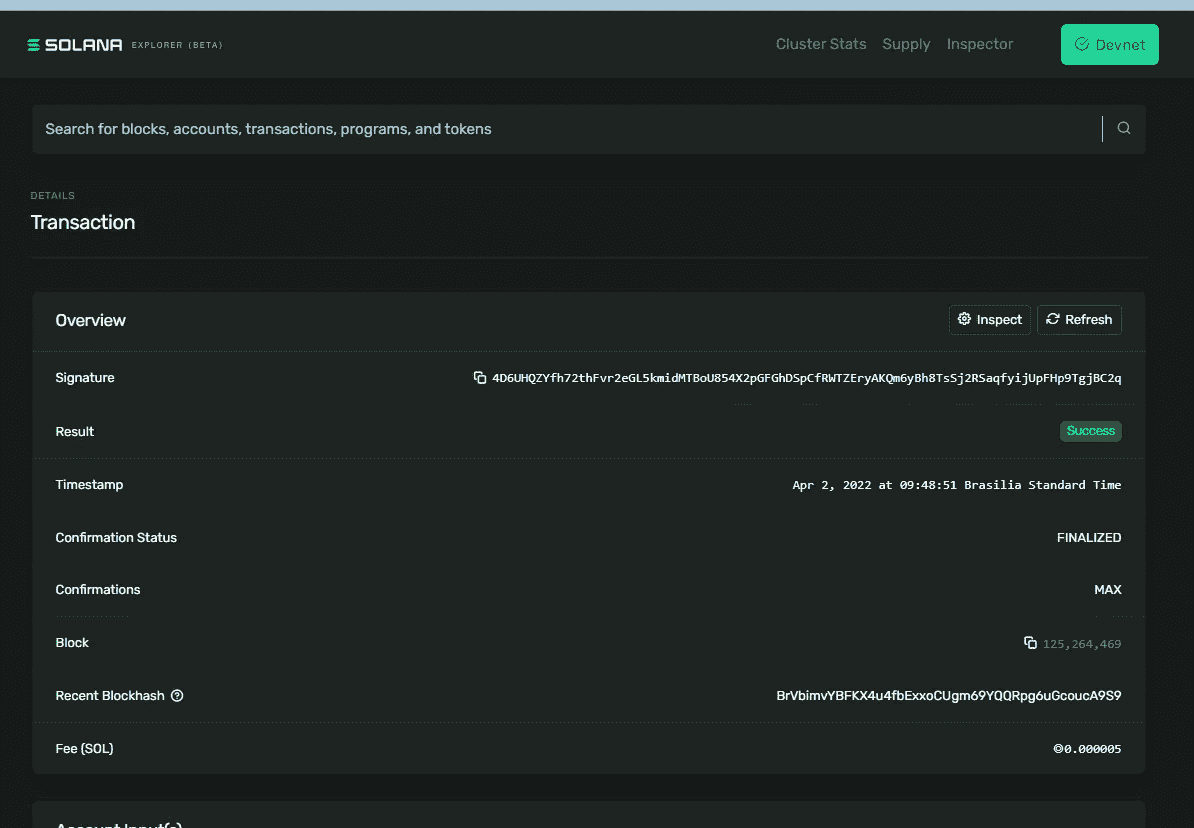 SOLANA EXPLORER (BETA) Cluster Stats Supply Inspector Devnet
Search for blocks, accounts, transactions, programs, and tokens
DETAILS
Transaction
Overview Inspect Refresh
Signature 4D6UHQZYfh72thFvr2eGL5kmidMTBoU854X2pGFGhDSpCfRWTZEryAKQm6yBh8TsSj2RSaqfyijUpFHp9TgjBC2q
Result Success
Timestamp Apr 2, 2022 at 09:48:51 Brasilia Standard Time
Confirmation Status FINALIZED
Confirmations MAX
Block 125,264,469
Recent Blockhash BrVbimvYBFKX4u4fbExxoCUgm69YQQRpg6uGcoucA9S9
Fee (SOL) ◎0.000005
Account Input(s)